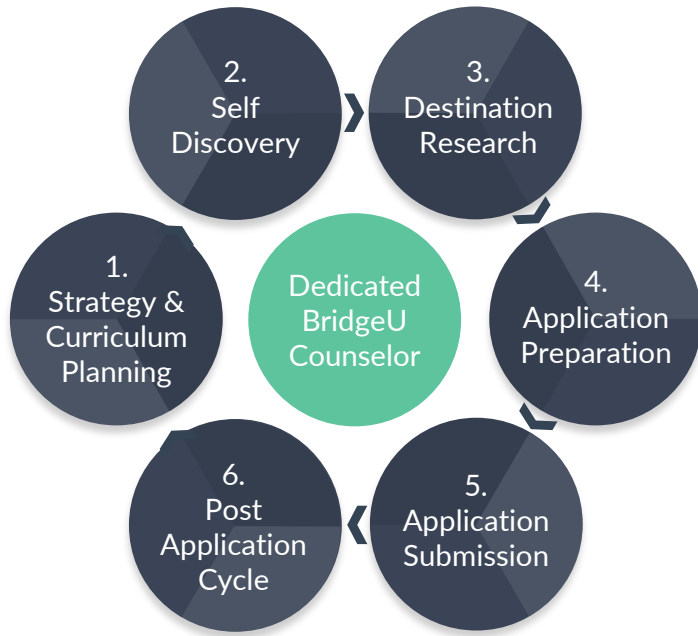 1.
Strategy &
Curriculum
Planning
2.
Self
Discovery
3.
Destination
Research
4.
Application
Preparation
5.
Application
Submission
6.
Post
Application
Cycle
Dedicated
BridgeU
Counselor